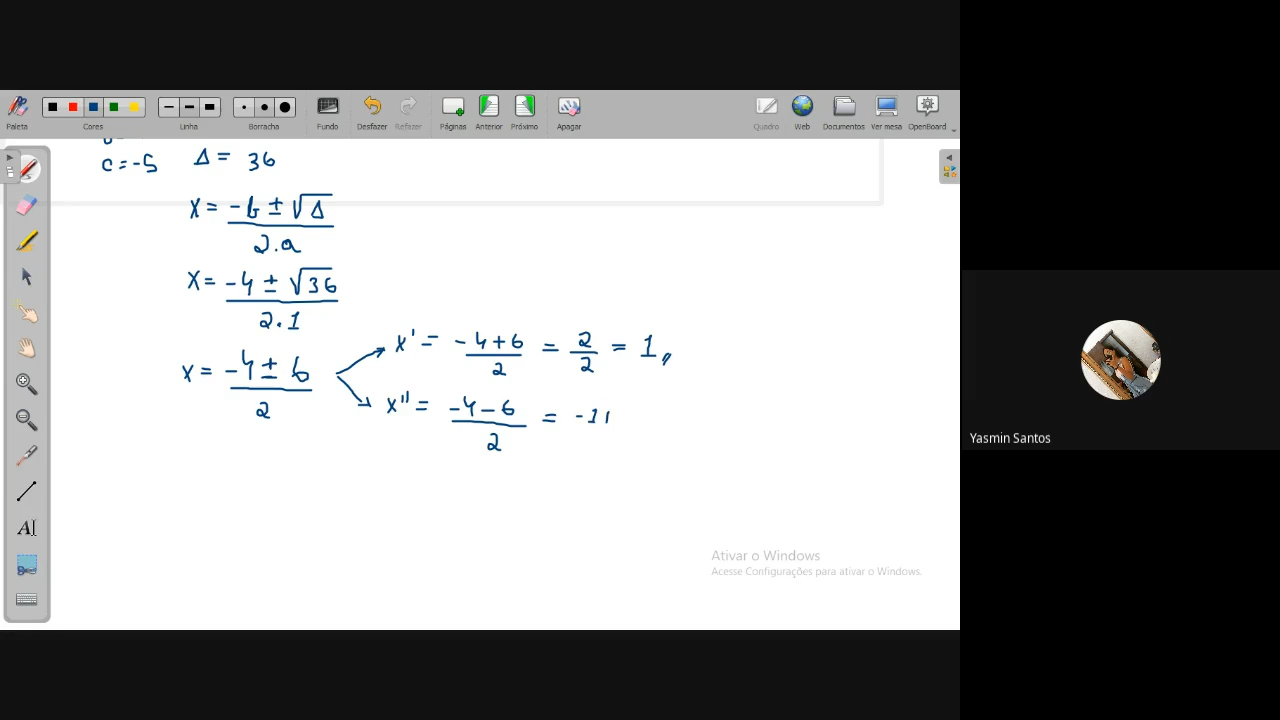 Paleta Cores Linha Borracha Fundo Desfazer Refazer Páginas Anterior Próximo Apagar Quadro Web Documentos Ver mesa OpenBoard
c = -5 Δ = 36
x = -b ± √Δ / 2.a
x = -4 ± √36 / 2.1
x' = -4+6 / 2 = 2/2 = 1,,
x = -4 ± 6 / 2
x'' = -4-6 / 2 = -1
Yasmin Santos
Ativar o Windows
Acesse Configurações para ativar o Windows.